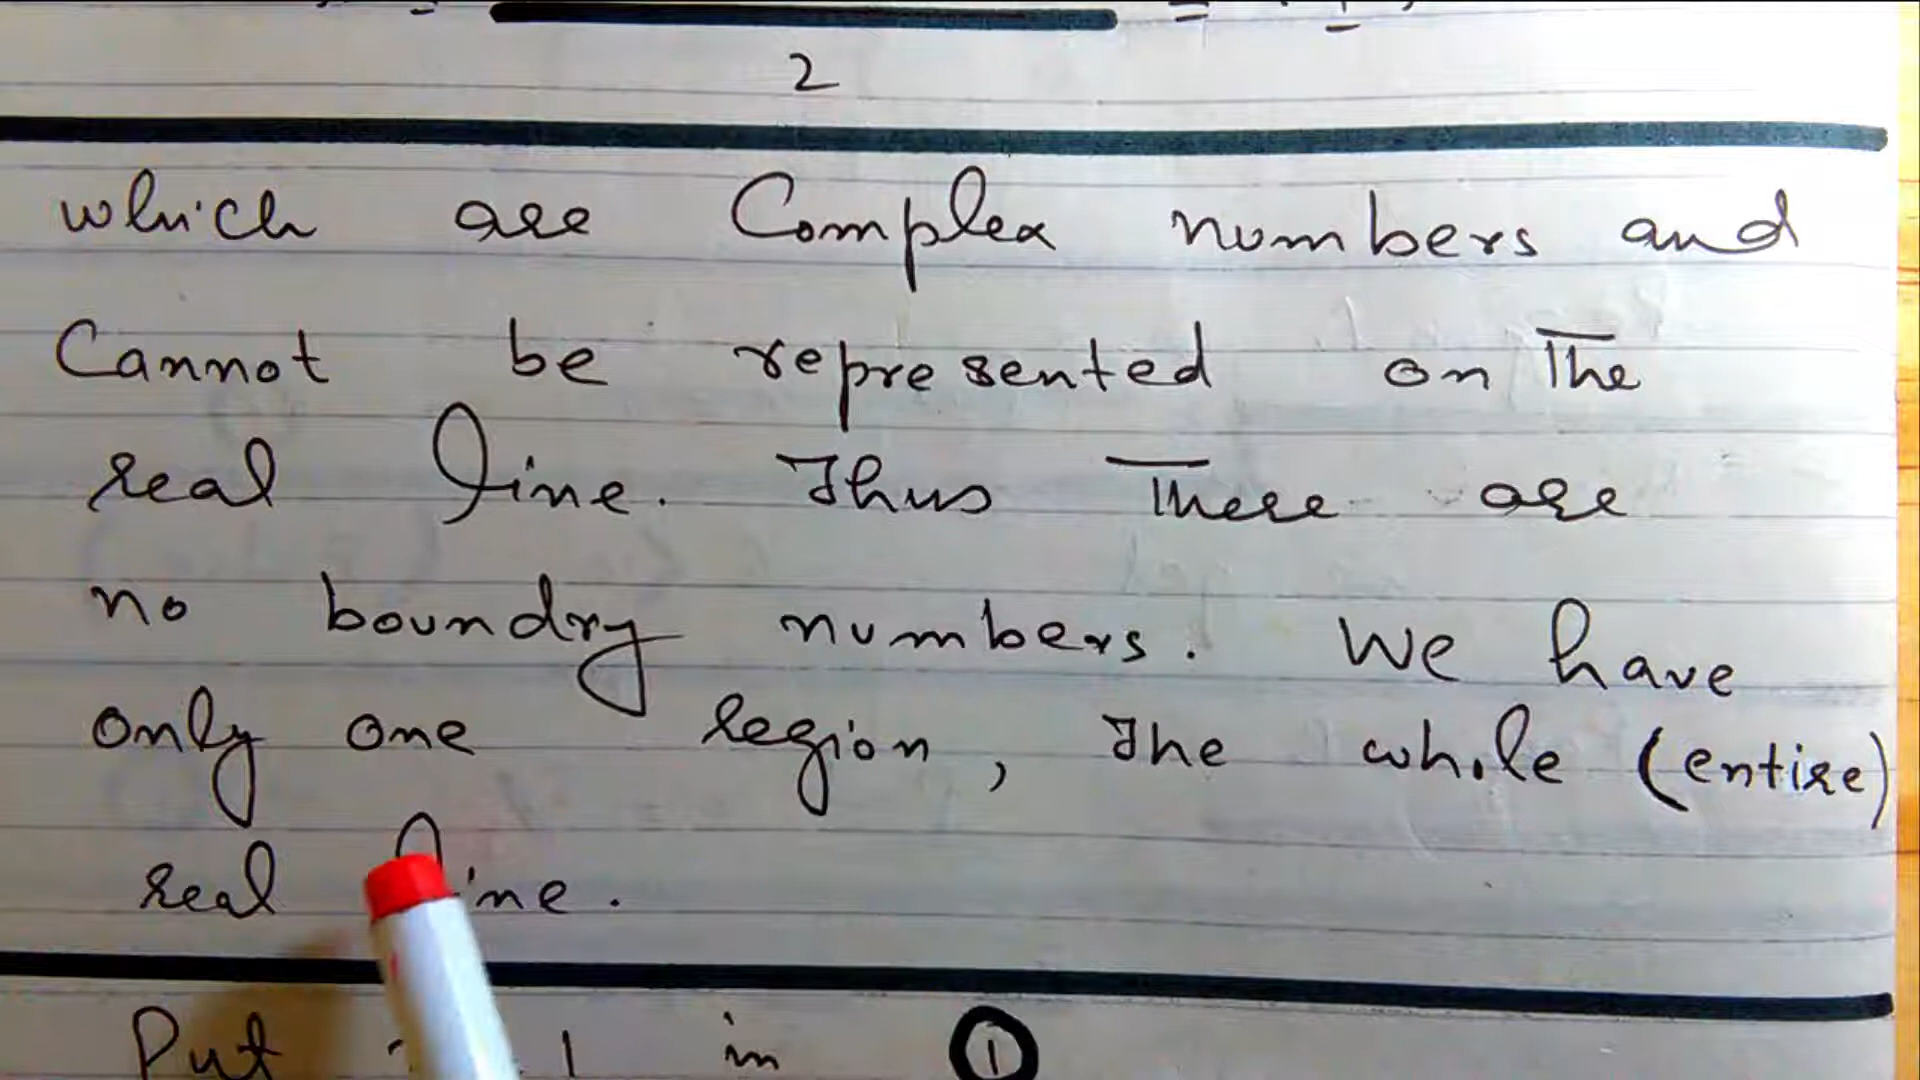 2
which are Complex numbers and
Cannot be represented on The
real line. Thus There are
no boundry numbers. We have
only one region, The whole (entire)
real line.
Put 1 in ①